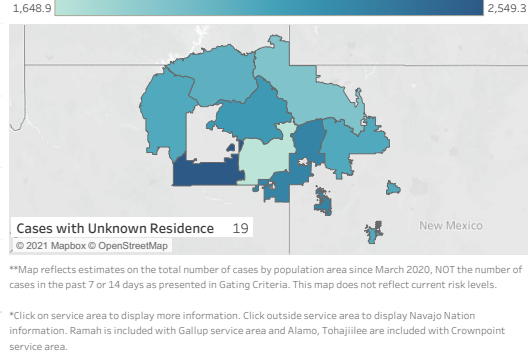 1,648.9 2,549.3
New Mexico
Cases with Unknown Residence 19
© 2021 Mapbox © OpenStreetMap
**Map reflects estimates on the total number of cases by population area since March 2020, NOT the number of
cases in the past 7 or 14 days as presented in Gating Criteria. This map does not reflect current risk levels.
*Click on service area to display more information. Click outside service area to display Navajo Nation
information. Ramah is included with Gallup service area and Alamo, Tohajiilee are included with Crownpoint
service area.